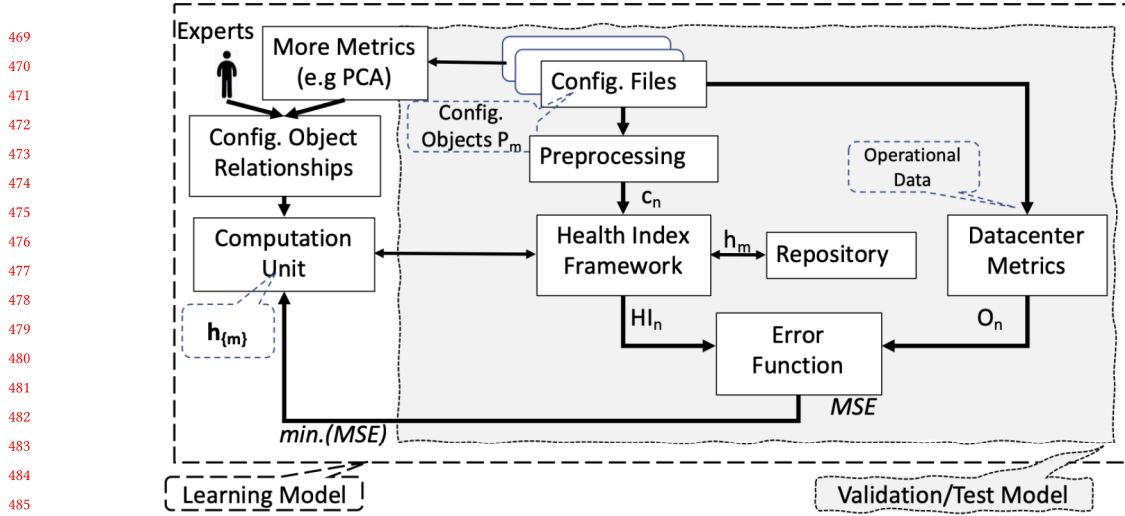 469
470
471
472
473
474
475
476
477
478
479
480
481
482
483
484
485
Experts
More Metrics
(e.g PCA)
Config. Files
Config.
Objects Pm
Config. Object
Relationships
Preprocessing
Operational
Data
cn
Computation
Unit
Health Index
Framework
hm
Repository
Datacenter
Metrics
h{m}
HIn
On
Error
Function
MSE
min.(MSE)
Learning Model
Validation/Test Model